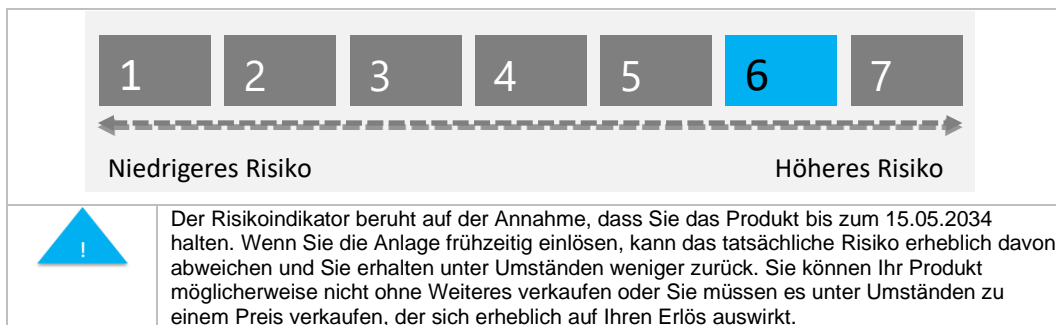 1 2 3 4 5 6 7
Niedrigeres Risiko Höheres Risiko
!
Der Risikoindikator beruht auf der Annahme, dass Sie das Produkt bis zum 15.05.2034
halten. Wenn Sie die Anlage frühzeitig einlösen, kann das tatsächliche Risiko erheblich davon
abweichen und Sie erhalten unter Umständen weniger zurück. Sie können Ihr Produkt
möglicherweise nicht ohne Weiteres verkaufen oder Sie müssen es unter Umständen zu
einem Preis verkaufen, der sich erheblich auf Ihren Erlös auswirkt.